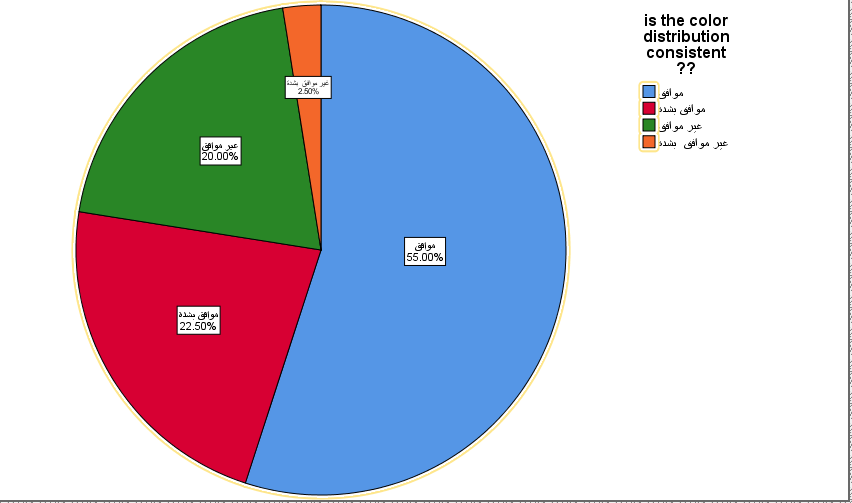 is the color
distribution
consistent
??
موافق
موافق بشدة
غير موافق
غير موافق بشدة
غير موافق بشدة
2.50%
غير موافق
20.00%
موافق
55.00%
موافق بشدة
22.50%